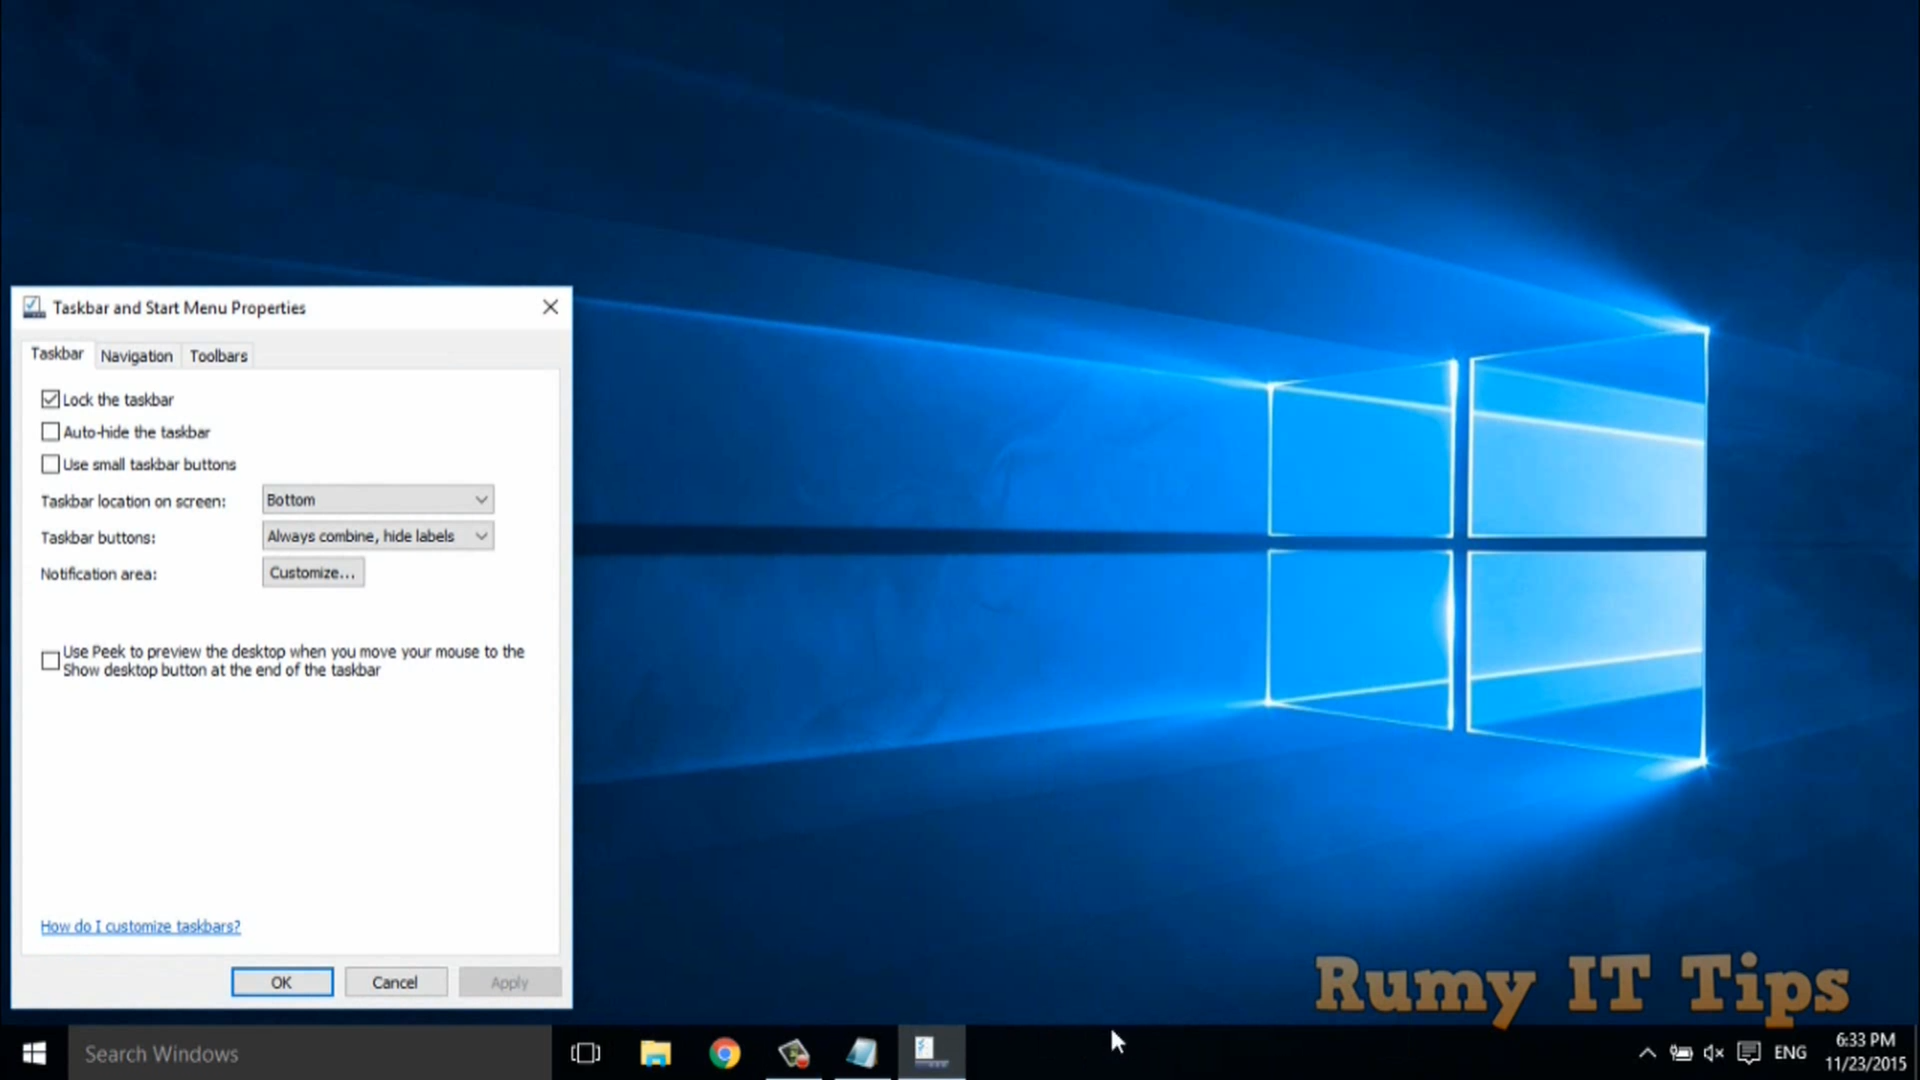 Taskbar and Start Menu Properties
Taskbar
Navigation
Toolbars
Lock the taskbar
Auto-hide the taskbar
Use small taskbar buttons
Taskbar location on screen:
Bottom
Taskbar buttons:
Always combine, hide labels
Notification area:
Customize...
Use Peek to preview the desktop when you move your mouse to the
Show desktop button at the end of the taskbar
How do I customize taskbars?
OK
Cancel
Apply
Rumy IT Tips
Search Windows
ENG
6:33 PM
11/23/2015